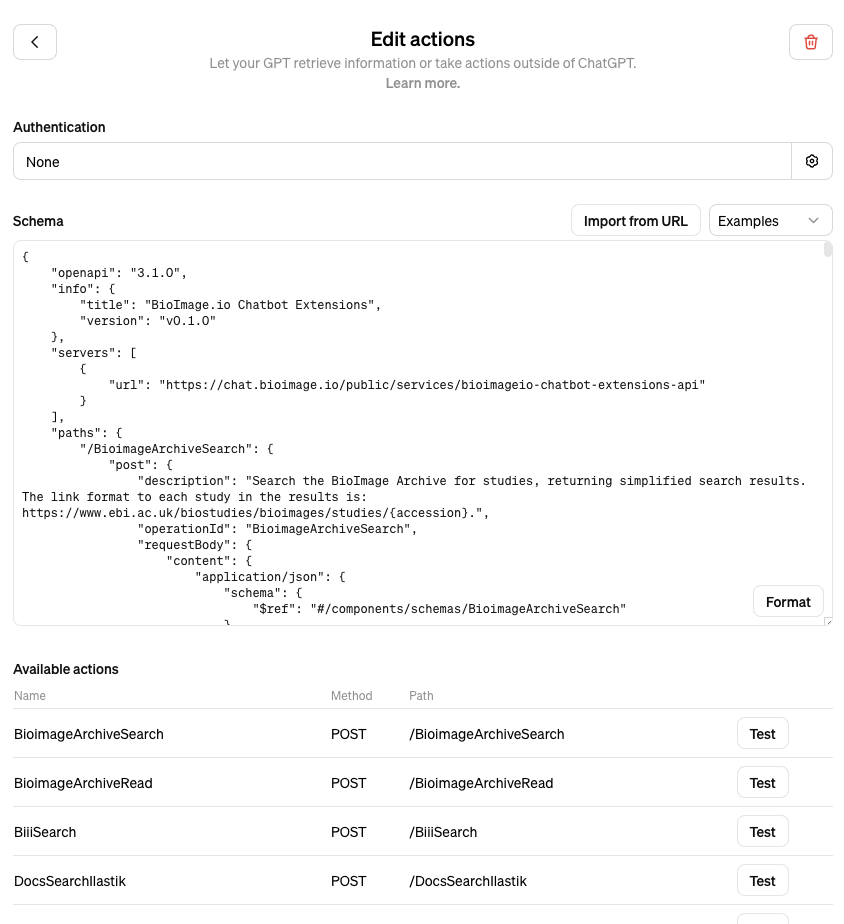 Edit actions
Let your GPT retrieve information or take actions outside of ChatGPT.
Learn more.
Authentication
None
Schema
Import from URL
Examples
{
    "openapi": "3.1.0",
    "info": {
        "title": "BioImage.io Chatbot Extensions",
        "version": "v0.1.0"
    },
    "servers": [
        {
            "url": "https://chat.bioimage.io/public/services/bioimageio-chatbot-extensions-api"
        }
    ],
    "paths": {
        "/BioimageArchiveSearch": {
            "post": {
                "description": "Search the BioImage Archive for studies, returning simplified search results.
The link format to each study in the results is:
https://www.ebi.ac.uk/biostudies/bioimages/studies/{accession}.",
                "operationId": "BioimageArchiveSearch",
                "requestBody": {
                    "content": {
                        "application/json": {
                            "schema": {
                                "$ref": "#/components/schemas/BioimageArchiveSearch"
                            }
Format
Available actions
Name Method Path
BioimageArchiveSearch POST /BioimageArchiveSearch Test
BioimageArchiveRead POST /BioimageArchiveRead Test
BiiiSearch POST /BiiiSearch Test
DocsSearchIlastik POST /DocsSearchIlastik Test